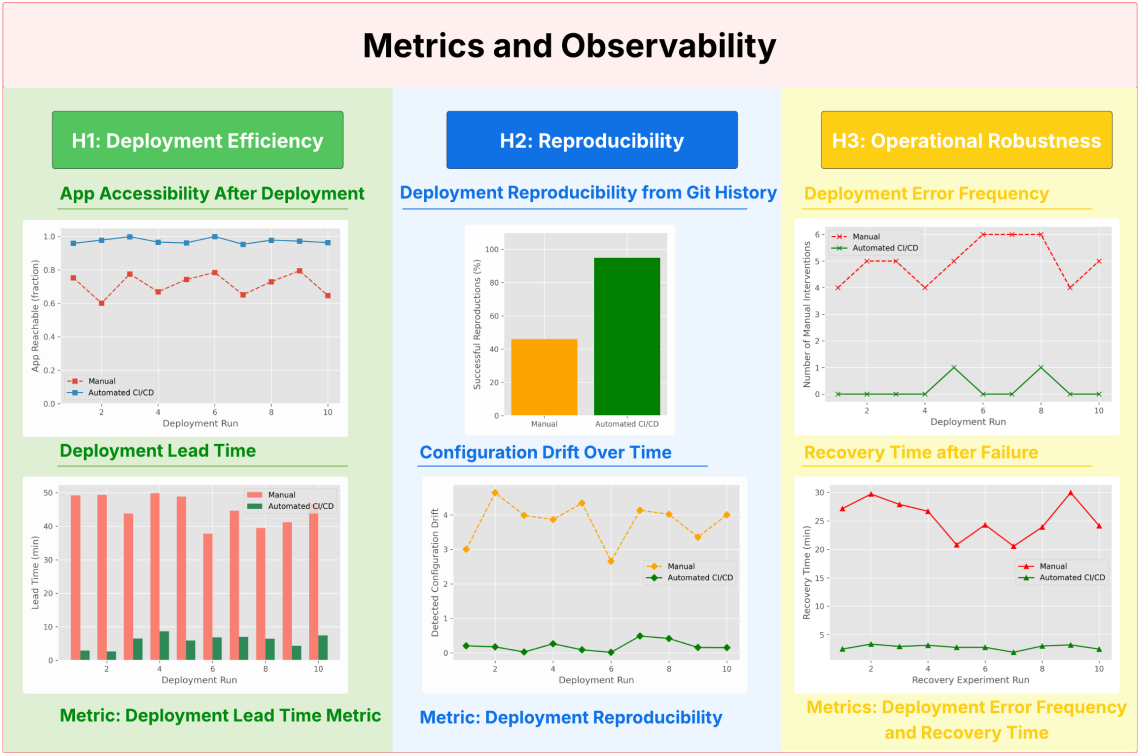 Metrics and Observability
H1: Deployment Efficiency
App Accessibility After Deployment
App Reachable (fraction)
1.0
0.8
0.6
0.4
0.2
0.0
Manual
Automated CI/CD
2
4
6
8
10
Deployment Run
Deployment Lead Time
Lead Time (min)
50
40
30
20
10
0
Manual
Automated CI/CD
2
4
6
8
10
Deployment Run
Metric: Deployment Lead Time Metric
H2: Reproducibility
Deployment Reproducibility from Git History
Successful Reproductions (%)
100
80
60
40
20
0
Manual
Automated CI/CD
Configuration Drift Over Time
Detected Configuration Drift
4
3
2
1
0
Manual
Automated CI/CD
2
4
6
8
10
Deployment Run
Metric: Deployment Reproducibility
H3: Operational Robustness
Deployment Error Frequency
Number of Manual Interventions
6
5
4
3
2
1
0
Manual
Automated CI/CD
2
4
6
8
10
Deployment Run
Recovery Time after Failure
Recovery Time (min)
30
25
20
15
10
5
Manual
Automated CI/CD
2
4
6
8
10
Recovery Experiment Run
Metrics: Deployment Error Frequency
and Recovery Time